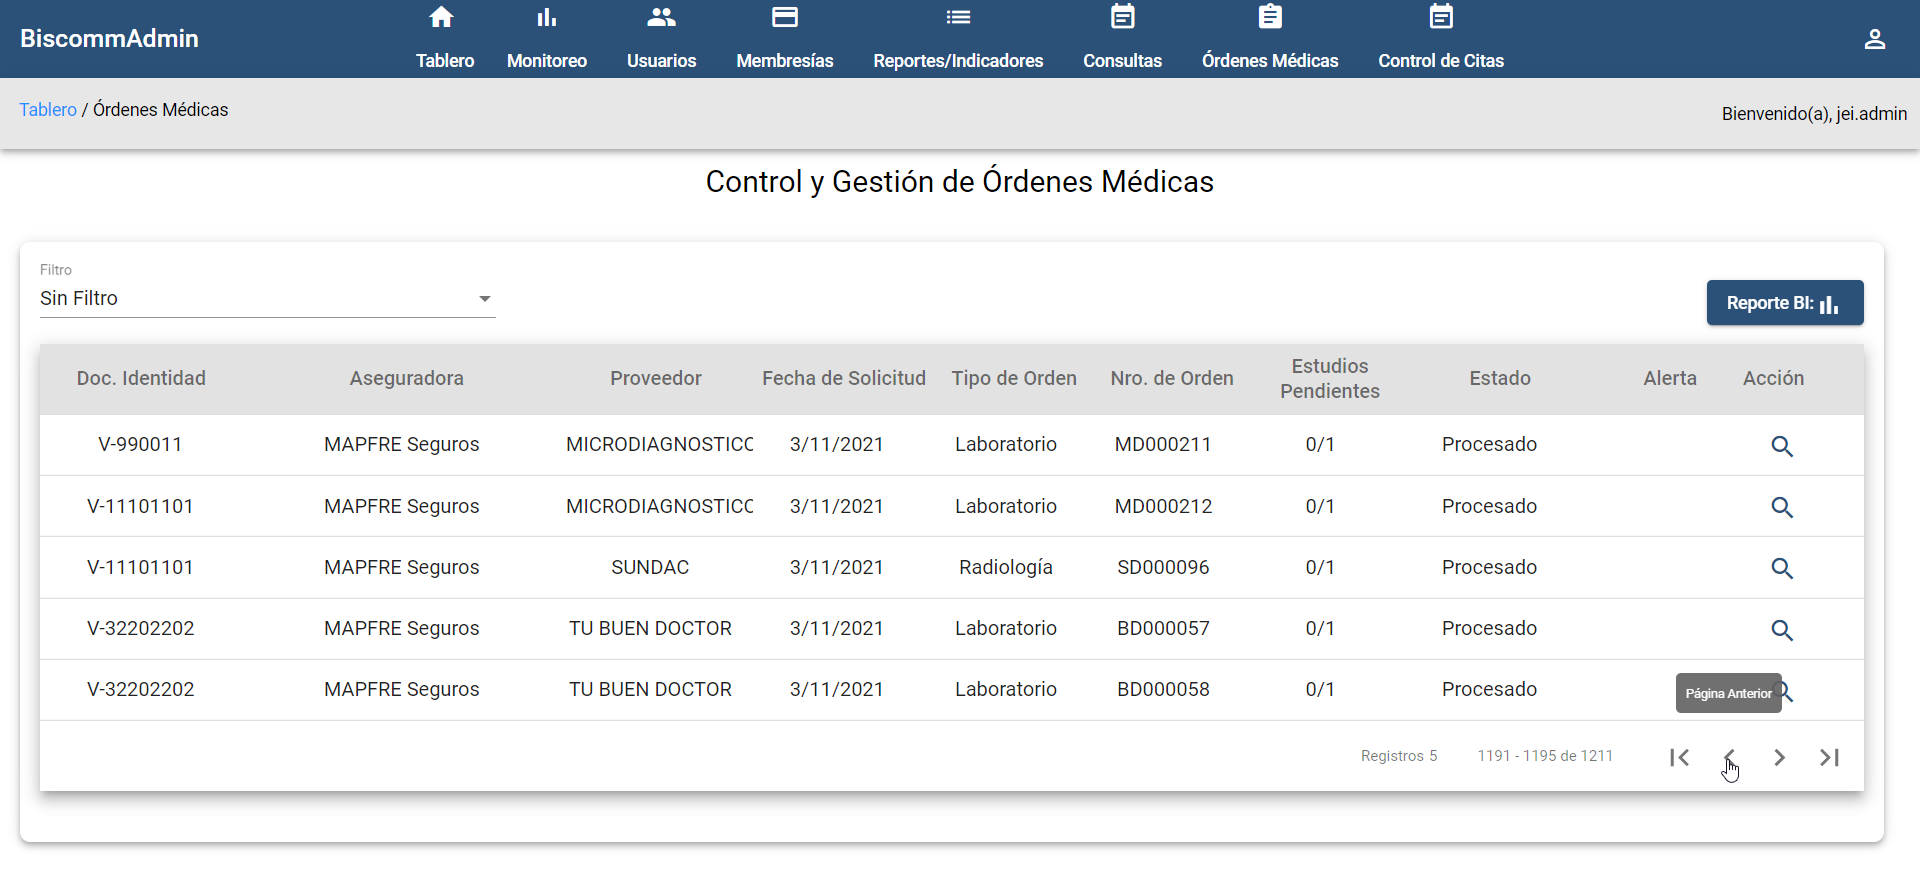 BiscommAdmin
Tablero Monitoreo Usuarios Membresías Reportes/Indicadores Consultas Órdenes Médicas Control de Citas
Tablero / Órdenes Médicas
Bienvenido(a), jei.admin
Control y Gestión de Órdenes Médicas
Filtro
Sin Filtro
Reporte BI:
Doc. Identidad Aseguradora Proveedor Fecha de Solicitud Tipo de Orden Nro. de Orden Estudios Pendientes Estado Alerta Acción
V-990011 MAPFRE Seguros MICRODIAGNOSTICO 3/11/2021 Laboratorio MD000211 0/1 Procesado
V-11101101 MAPFRE Seguros MICRODIAGNOSTICO 3/11/2021 Laboratorio MD000212 0/1 Procesado
V-11101101 MAPFRE Seguros SUNDAC 3/11/2021 Radiología SD000096 0/1 Procesado
V-32202202 MAPFRE Seguros TU BUEN DOCTOR 3/11/2021 Laboratorio BD000057 0/1 Procesado
V-32202202 MAPFRE Seguros TU BUEN DOCTOR 3/11/2021 Laboratorio BD000058 0/1 Procesado
Página Anterior
Registros 5 1191 - 1195 de 1211